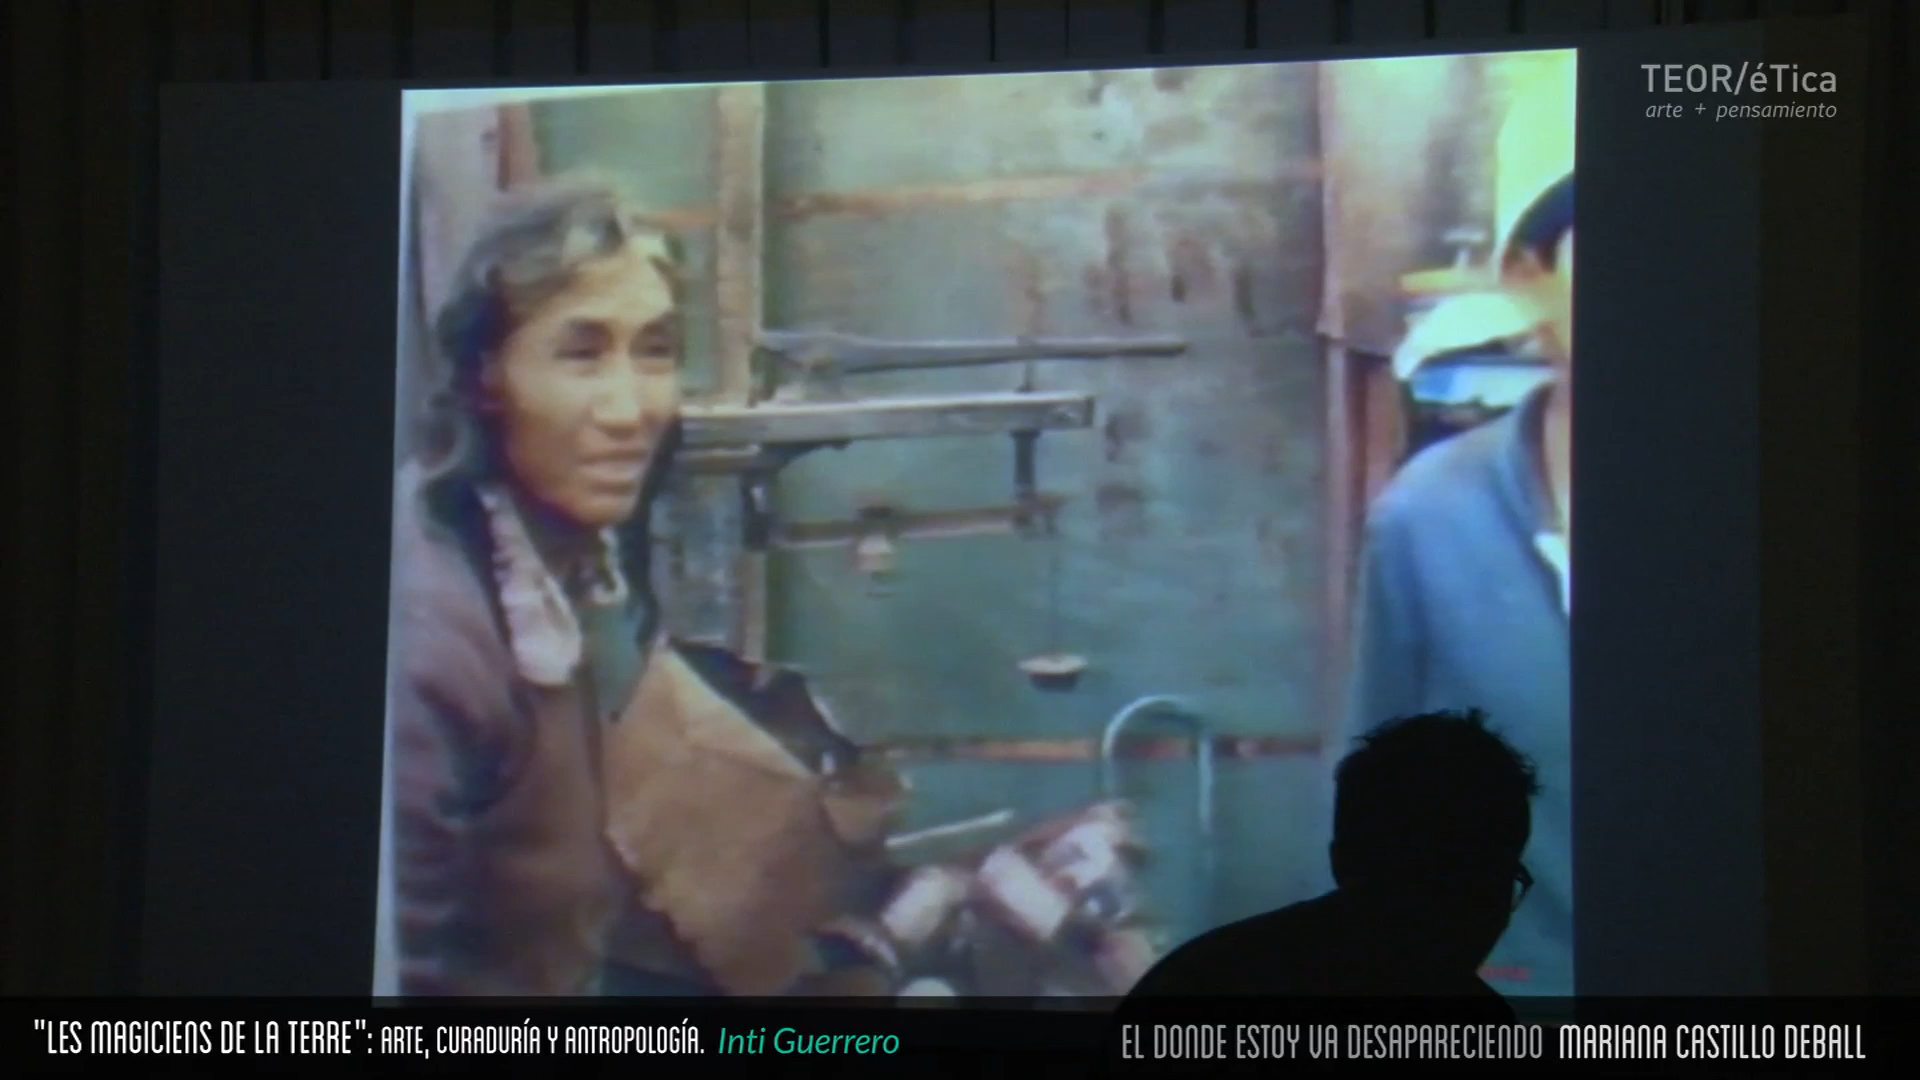 TEOR/éTica
arte + pensamiento
"LES MAGICIENS DE LA TERRE": ARTE, CURADURÍA Y ANTROPOLOGÍA. Inti Guerrero
EL DONDE ESTOY VA DESAPARECIENDO MARIANA CASTILLO DEBALL